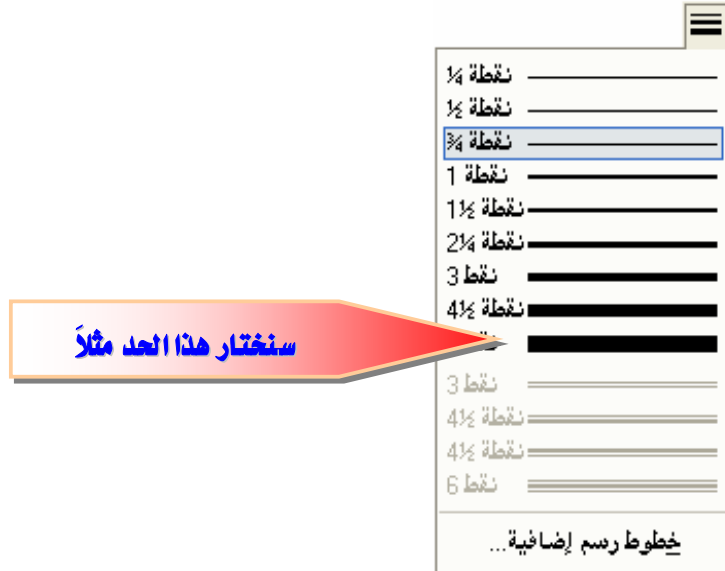 نقطة ¼
نقطة ½
نقطة ¾
نقطة 1
نقطة 1½
نقطة 2¼
نقط 3
نقطة 4½
سنختار هذا الحد مثلاَ
نقط 3
نقطة 4½
نقطة 4½
نقط 6
خطوط رسم إضافية...